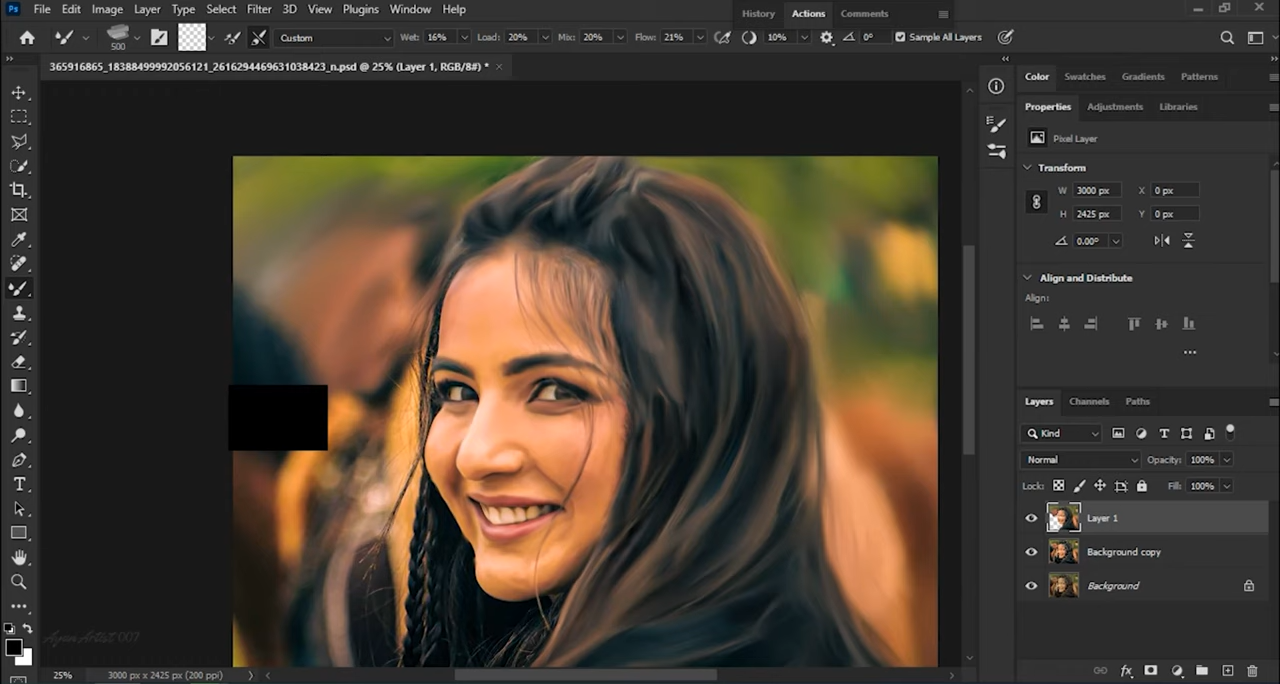 Ps File Edit Image Layer Type Select Filter 3D View Plugins Window Help
History Actions Comments
500 Custom Wet: 16% Load: 20% Mix: 20% Flow: 21% 10% 0° Sample All Layers
365916865_18388499992056121_2616294469631038423_n.psd @ 25% (Layer 1, RGB/8#) *
Color Swatches Gradients Patterns
Properties Adjustments Libraries
Pixel Layer
Transform
W 3000 px X 0 px
H 2425 px Y 0 px
0.00°
Align and Distribute
Align:
Layers Channels Paths
Kind
Normal Opacity: 100%
Lock: Fill: 100%
Layer 1
Background copy
Background
Artist 007
25% 3000 px x 2425 px (200 ppi)